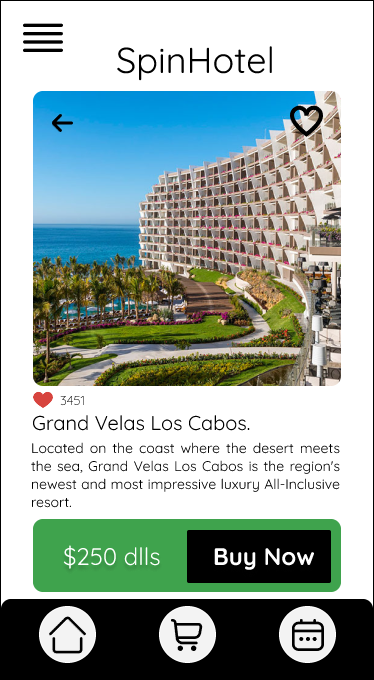 SpinHotel
3451
Grand Velas Los Cabos.
Located on the coast where the desert meets
the sea, Grand Velas Los Cabos is the region's
newest and most impressive luxury All-Inclusive
resort.
$250 dlls
Buy Now